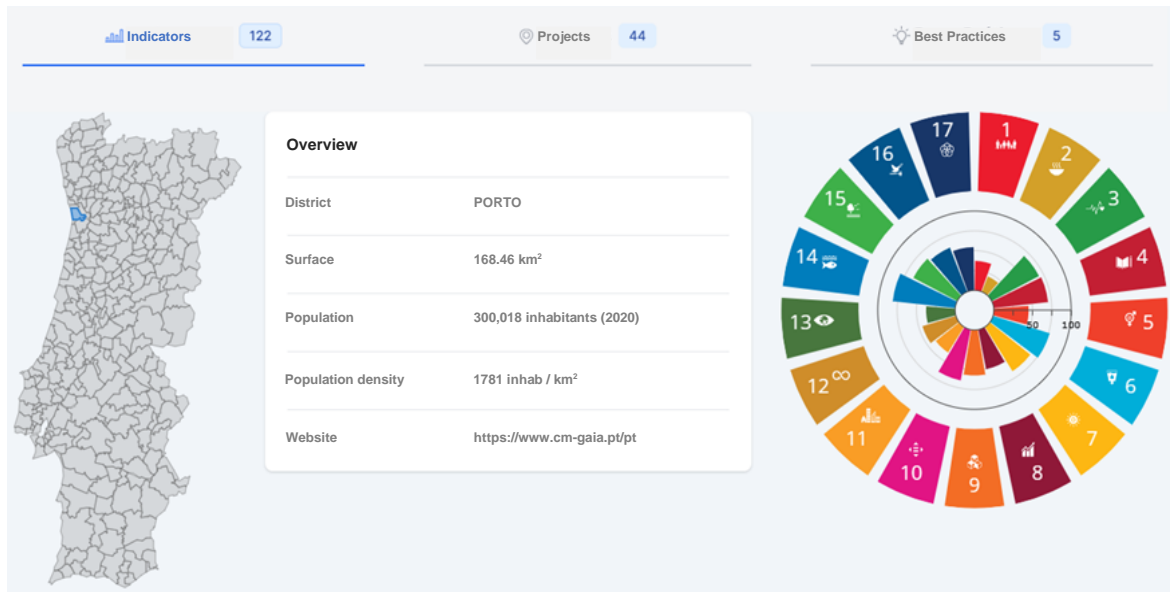 Indicators 122 Projects 44 Best Practices 5
Overview
District PORTO
Surface 168.46 km²
Population 300,018 inhabitants (2020)
Population density 1781 inhab / km²
Website https://www.cm-gaia.pt/pt
1
2
3
4
5
6
7
8
9
10
11
12
13
14
15
16
17
50 100